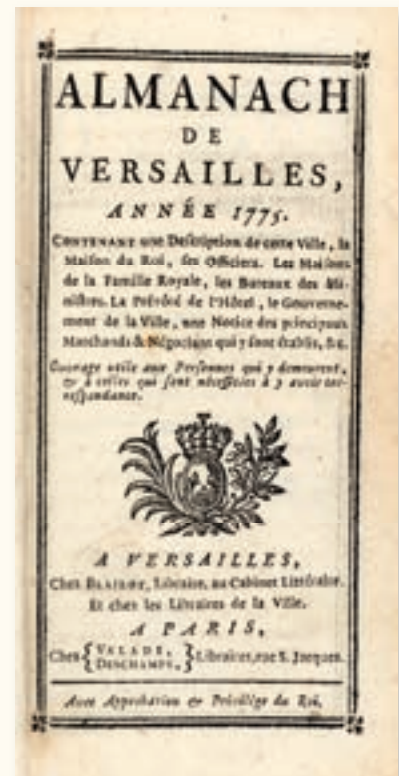 ALMANACH
DE
VERSAILLES,
ANNÉE 1775.
CONTENANT une Description de cette Ville, la
Maison du Roi, ses Officiers. Les Maisons
de la Famille Royale, les Bureaux des Mi-
nistres. La Prévôté de l'Hôtel, le Gouverne-
ment de la Ville, une Notice des principaux
Marchands & Négocians qui y sont établis, &c.
Ouvrage utile aux Personnes qui y demeurent,
& à celles qui sont nécessitées à y avoir cor-
respondance.
A VERSAILLES,
Chez BLAIZOT, Libraire, au Cabinet Littéraire.
Et chez les Libraires de la Ville.
A PARIS,
Chez { VALADE, DESCHAMPS, } Libraires, rue S. Jacques.
Avec Approbation & Privilége du Roi.